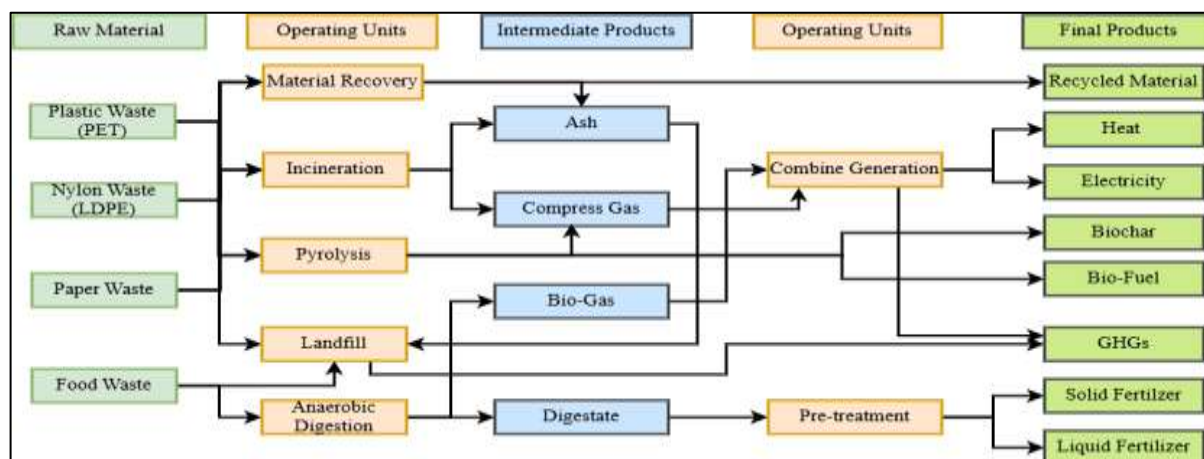 Raw Material
Operating Units
Intermediate Products
Operating Units
Final Products
Material Recovery
Recycled Material
Plastic Waste
(PET)
Ash
Heat
Incineration
Combine Generation
Nylon Waste
(LDPE)
Electricity
Compress Gas
Biochar
Pyrolysis
Bio-Fuel
Paper Waste
Bio-Gas
Landfill
GHGs
Food Waste
Solid Fertilzer
Anaerobic
Digestion
Digestate
Pre-treatment
Liquid Fertilizer